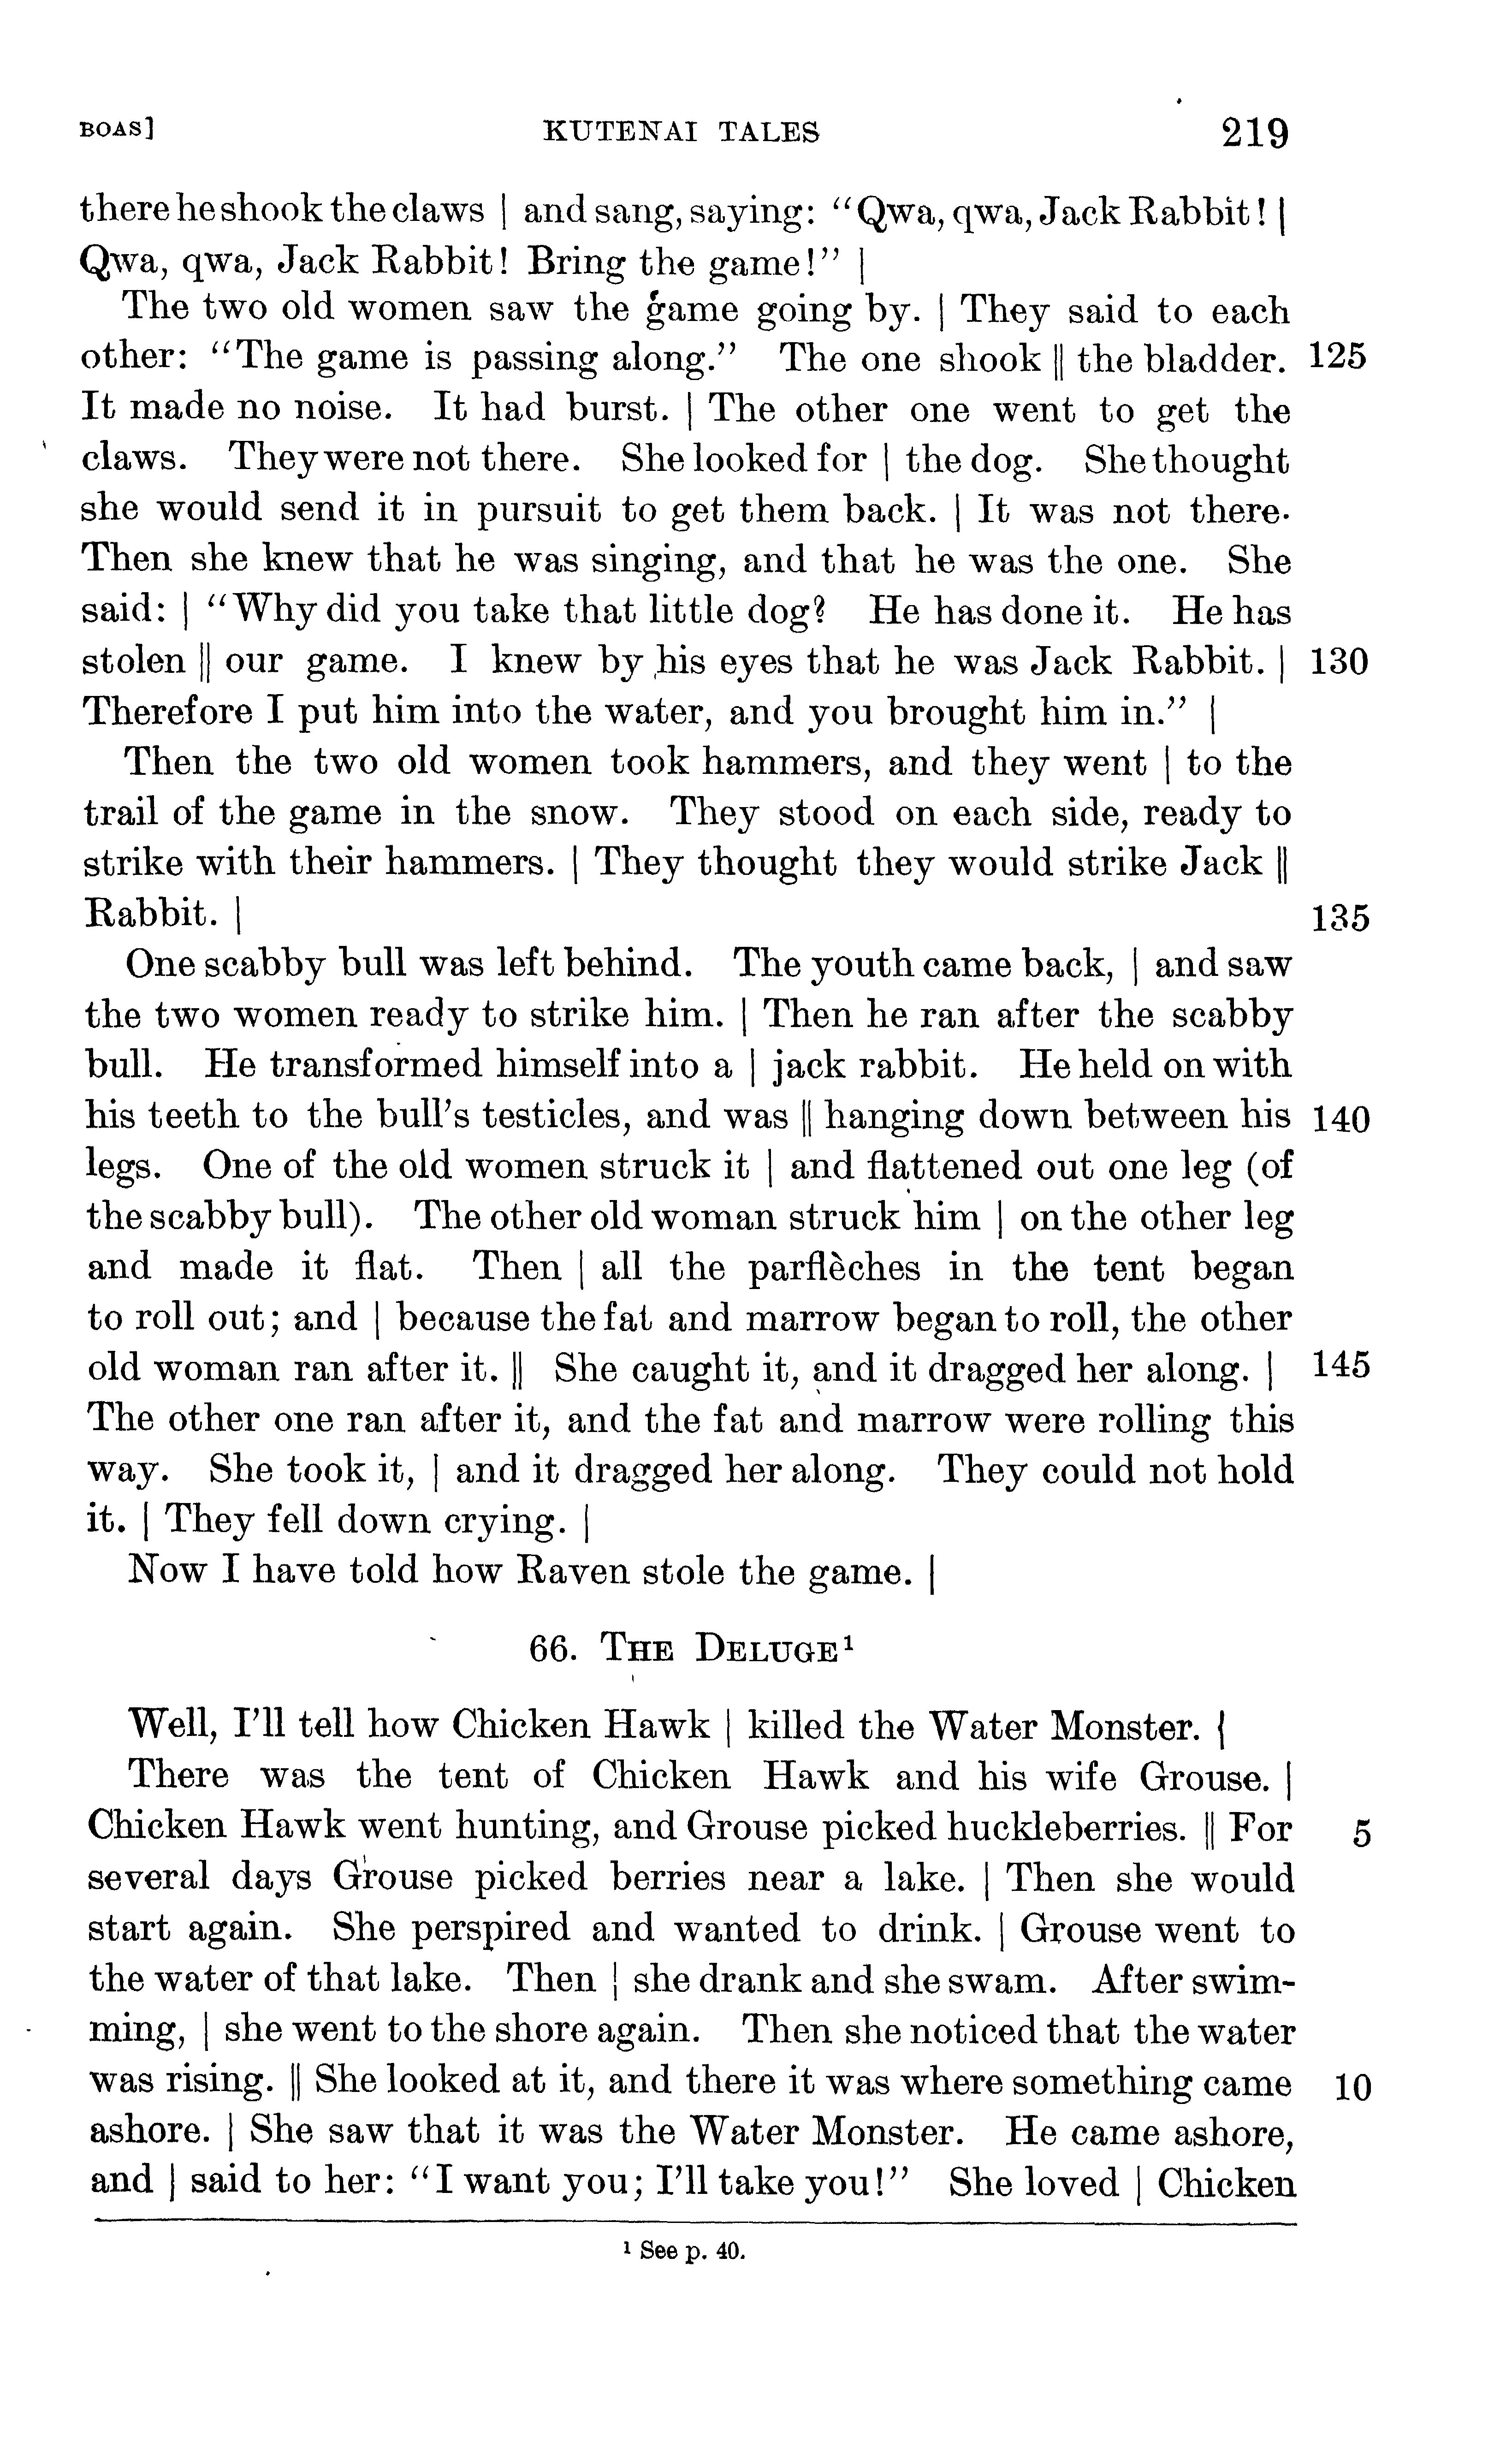 BOAS] KUTENAI TALES 219
there he shook the claws | and sang, saying: “Qwa, qwa, Jack Rabbit! |
Qwa, qwa, Jack Rabbit! Bring the game!” |
The two old women saw the game going by. | They said to each
other: “The game is passing along.” The one shook || the bladder. 125
It made no noise. It had burst. | The other one went to get the
claws. They were not there. She looked for | the dog. She thought
she would send it in pursuit to get them back. | It was not there.
Then she knew that he was singing, and that he was the one. She
said: | “Why did you take that little dog? He has done it. He has
stolen || our game. I knew by his eyes that he was Jack Rabbit. | 130
Therefore I put him into the water, and you brought him in.” |
Then the two old women took hammers, and they went | to the
trail of the game in the snow. They stood on each side, ready to
strike with their hammers. | They thought they would strike Jack ||
Rabbit. | 135
One scabby bull was left behind. The youth came back, | and saw
the two women ready to strike him. | Then he ran after the scabby
bull. He transformed himself into a | jack rabbit. He held on with
his teeth to the bull’s testicles, and was || hanging down between his 140
legs. One of the old women struck it | and flattened out one leg (of
the scabby bull). The other old woman struck him | on the other leg
and made it flat. Then | all the parflèches in the tent began
to roll out; and | because the fat and marrow began to roll, the other
old woman ran after it. || She caught it, and it dragged her along. | 145
The other one ran after it, and the fat and marrow were rolling this
way. She took it, | and it dragged her along. They could not hold
it. | They fell down crying. |
Now I have told how Raven stole the game. |
66. THE DELUGE¹
Well, I’ll tell how Chicken Hawk | killed the Water Monster. |
There was the tent of Chicken Hawk and his wife Grouse. |
Chicken Hawk went hunting, and Grouse picked huckleberries. || For 5
several days Grouse picked berries near a lake. | Then she would
start again. She perspired and wanted to drink. | Grouse went to
the water of that lake. Then | she drank and she swam. After swim-
ming, | she went to the shore again. Then she noticed that the water
was rising. || She looked at it, and there it was where something came 10
ashore. | She saw that it was the Water Monster. He came ashore,
and | said to her: “I want you; I’ll take you!” She loved | Chicken
¹ See p. 40.